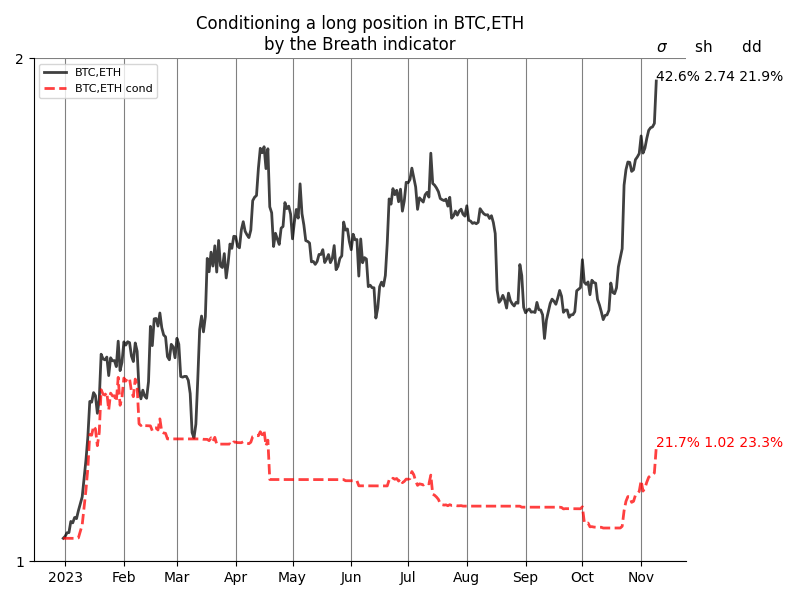 Conditioning a long position in BTC,ETH
by the Breath indicator
σ sh dd
2
BTC,ETH
BTC,ETH cond
42.6% 2.74 21.9%
21.7% 1.02 23.3%
1
2023 Feb Mar Apr May Jun Jul Aug Sep Oct Nov